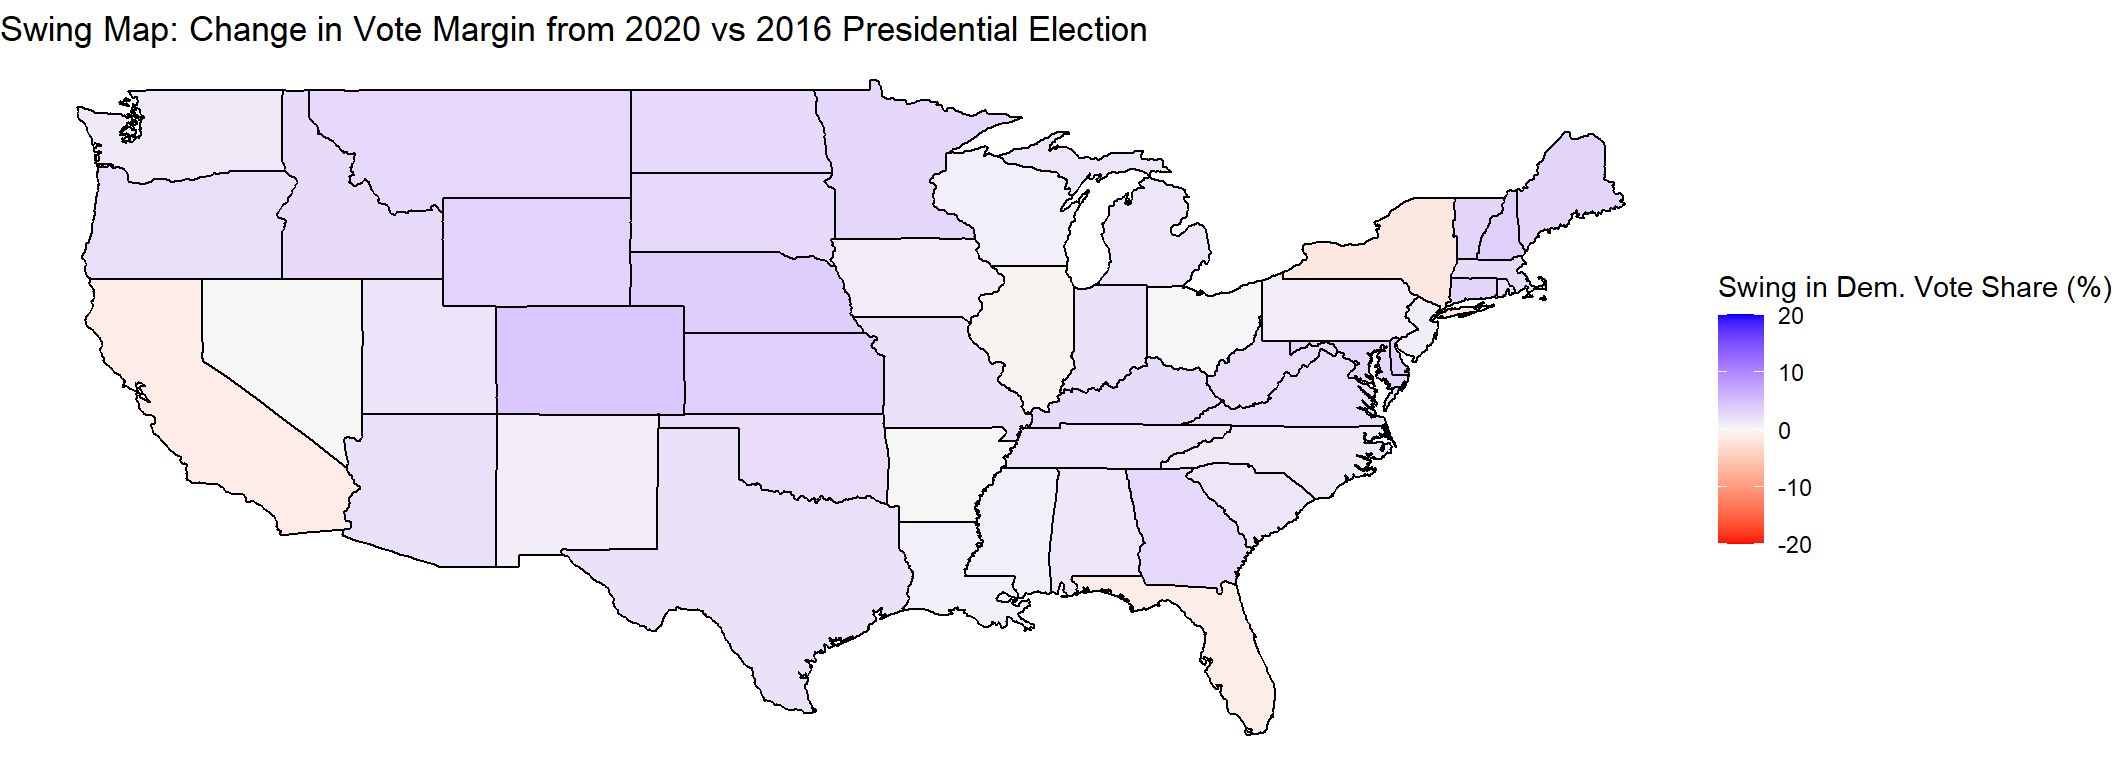 Swing Map: Change in Vote Margin from 2020 vs 2016 Presidential Election
Swing in Dem. Vote Share (%)
20
10
0
-10
-20